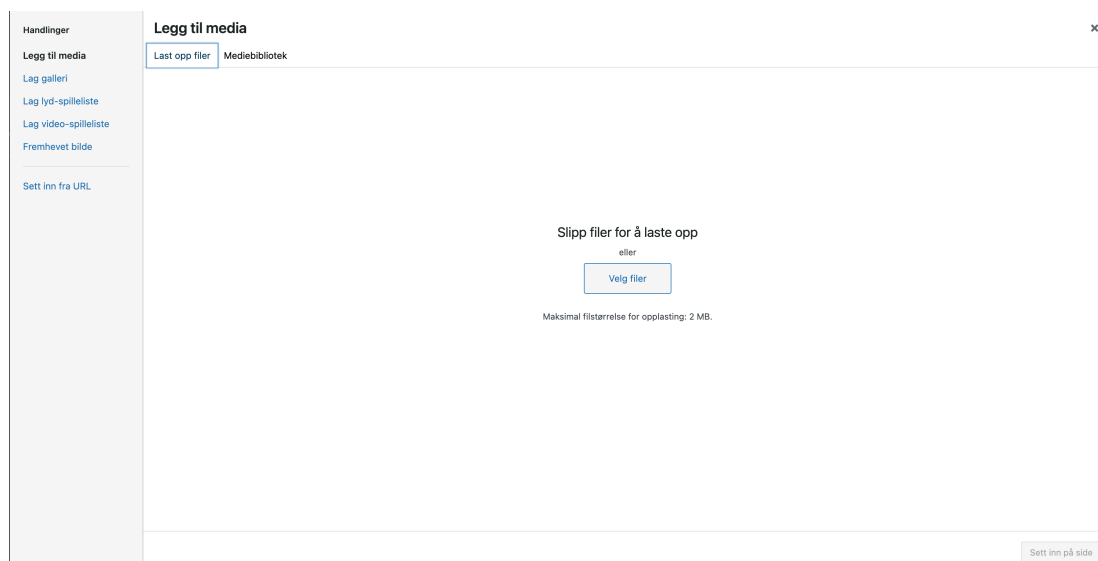 Handlinger
Legg til media
Lag galleri
Lag lyd-spilleliste
Lag video-spilleliste
Fremhevet bilde
Sett inn fra URL
Legg til media
Last opp filer
Mediebibliotek
Slipp filer for å laste opp
eller
Velg filer
Maksimal filstørrelse for opplasting: 2 MB.
Sett inn på side